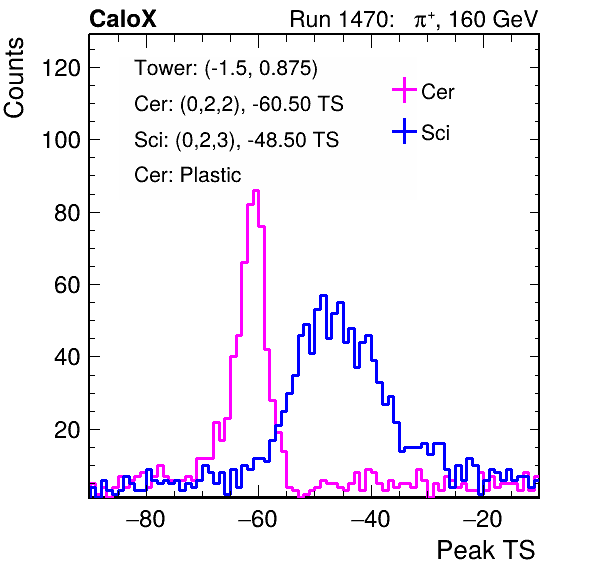 CaloX Run 1470: π⁺, 160 GeV
Counts
Tower: (-1.5, 0.875)
Cer: (0,2,2), -60.50 TS
Sci: (0,2,3), -48.50 TS
Cer: Plastic
Cer
Sci
120
100
80
60
40
20
−80 −60 −40 −20
Peak TS